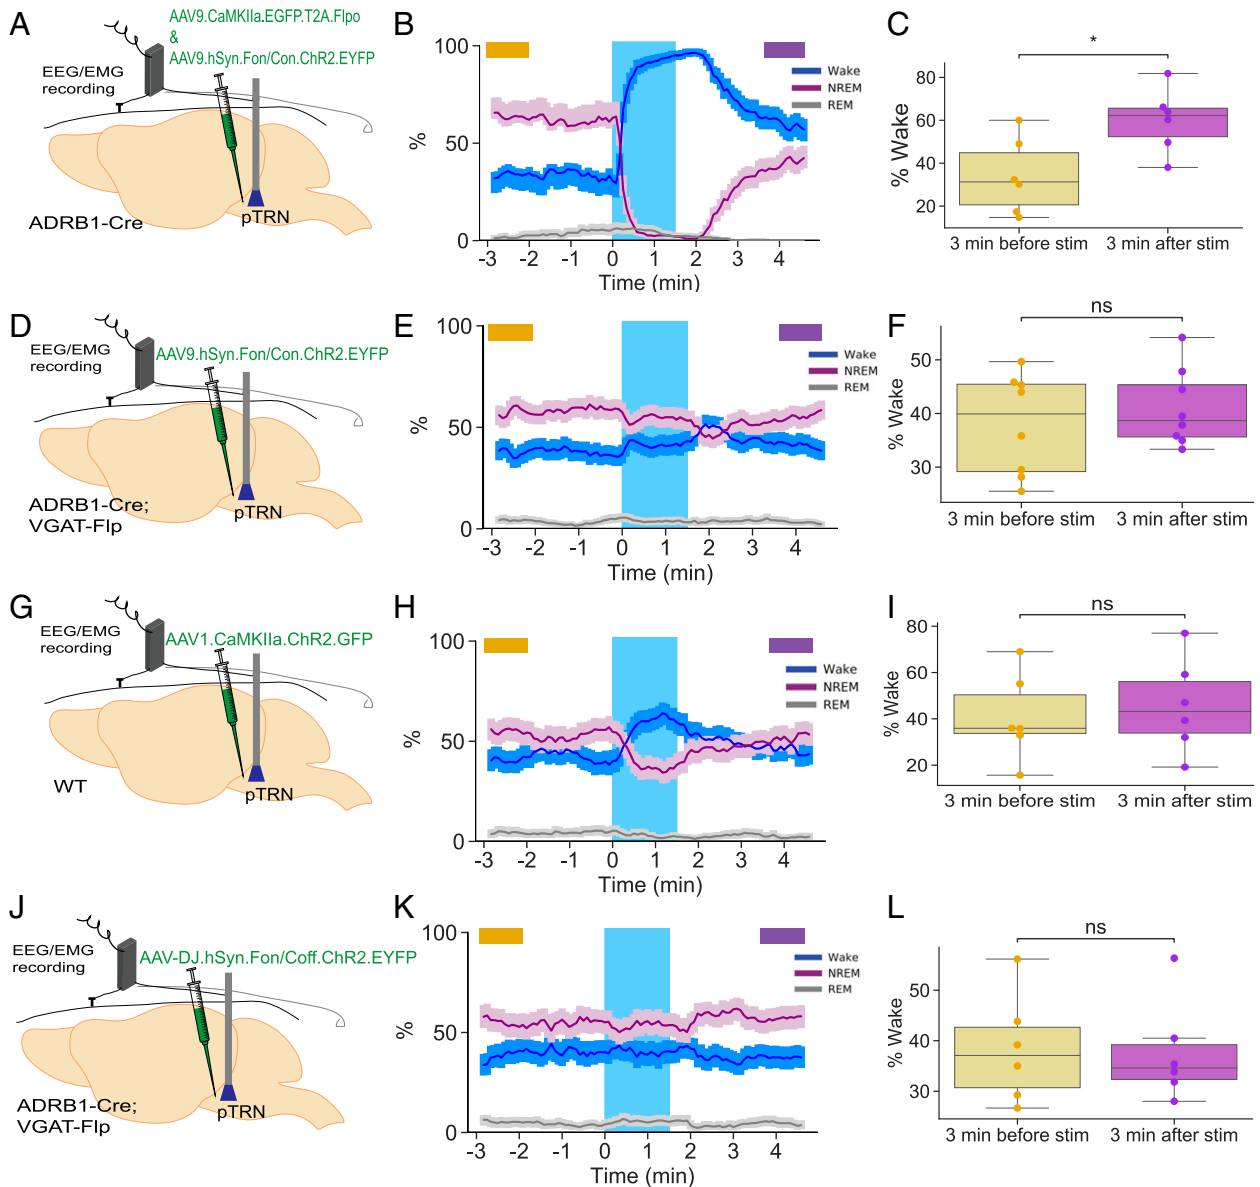 A
AAV9.CaMKIIa.EGFP.T2A.Flpo
&
AAV9.hSyn.Fon/Con.ChR2.EYFP
EEG/EMG
recording
pTRN
ADRB1-Cre
B
100
50
0
%
Wake
NREM
REM
-3 -2 -1 0 1 2 3 4
Time (min)
C
*
80
60
40
20
% Wake
3 min before stim 3 min after stim
D
EEG/EMG
recording
AAV9.hSyn.Fon/Con.ChR2.EYFP
pTRN
ADRB1-Cre;
VGAT-Flp
E
100
50
0
%
Wake
NREM
REM
-3 -2 -1 0 1 2 3 4
Time (min)
F
ns
50
40
30
% Wake
3 min before stim 3 min after stim
G
EEG/EMG
recording
AAV1.CaMKIIa.ChR2.GFP
pTRN
WT
H
100
50
0
%
Wake
NREM
REM
-3 -2 -1 0 1 2 3 4
Time (min)
I
ns
80
60
40
20
% Wake
3 min before stim 3 min after stim
J
EEG/EMG
recording
AAV-DJ.hSyn.Fon/Coff.ChR2.EYFP
pTRN
ADRB1-Cre;
VGAT-Flp
K
100
50
0
%
Wake
NREM
REM
-3 -2 -1 0 1 2 3 4
Time (min)
L
ns
50
40
30
% Wake
3 min before stim 3 min after stim